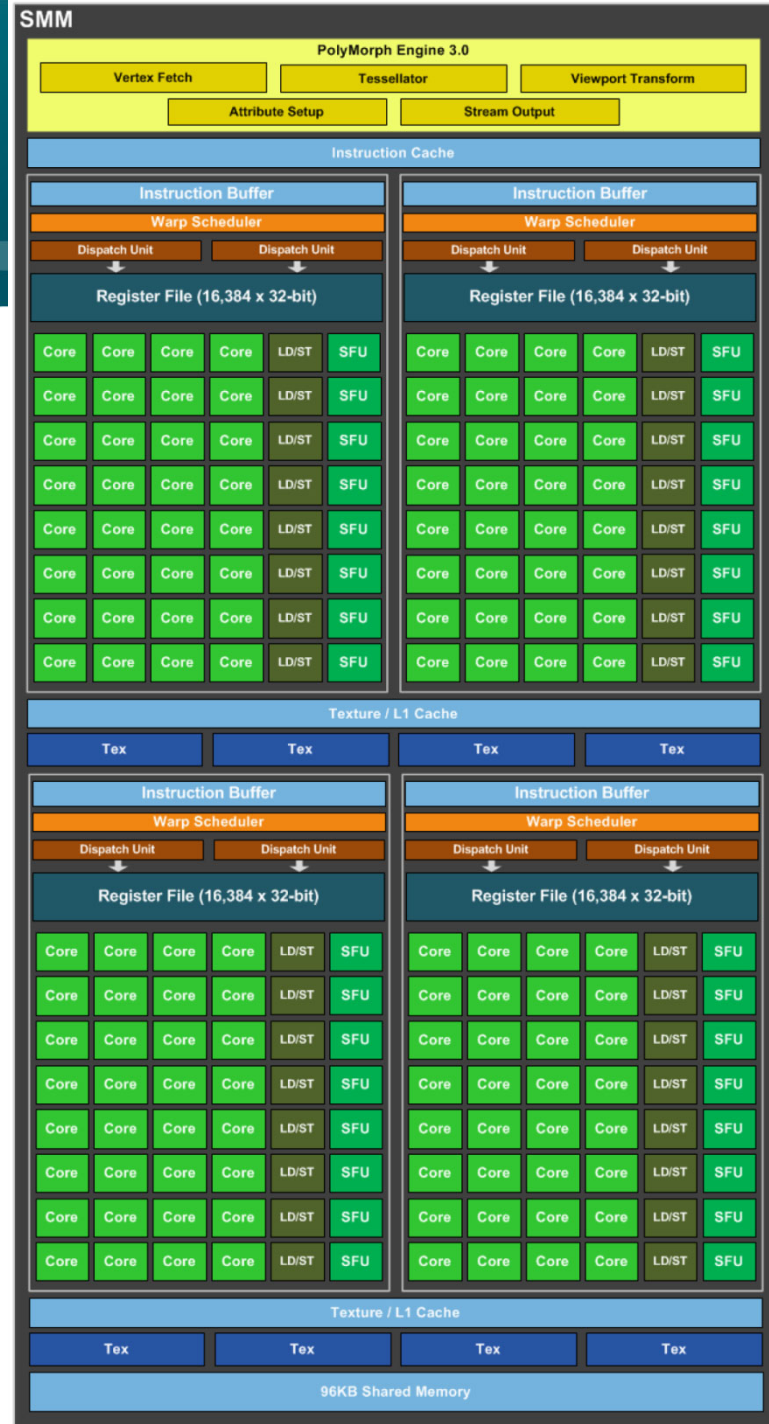 SMM
PolyMorph Engine 3.0
Vertex Fetch Tessellator Viewport Transform
Attribute Setup Stream Output
Instruction Cache
Instruction Buffer Instruction Buffer
Warp Scheduler Warp Scheduler
Dispatch Unit Dispatch Unit Dispatch Unit Dispatch Unit
Register File (16,384 x 32-bit) Register File (16,384 x 32-bit)
Core Core Core Core LD/ST SFU Core Core Core Core LD/ST SFU
Core Core Core Core LD/ST SFU Core Core Core Core LD/ST SFU
Core Core Core Core LD/ST SFU Core Core Core Core LD/ST SFU
Core Core Core Core LD/ST SFU Core Core Core Core LD/ST SFU
Core Core Core Core LD/ST SFU Core Core Core Core LD/ST SFU
Core Core Core Core LD/ST SFU Core Core Core Core LD/ST SFU
Core Core Core Core LD/ST SFU Core Core Core Core LD/ST SFU
Core Core Core Core LD/ST SFU Core Core Core Core LD/ST SFU
Texture / L1 Cache
Tex Tex Tex Tex
Instruction Buffer Instruction Buffer
Warp Scheduler Warp Scheduler
Dispatch Unit Dispatch Unit Dispatch Unit Dispatch Unit
Register File (16,384 x 32-bit) Register File (16,384 x 32-bit)
Core Core Core Core LD/ST SFU Core Core Core Core LD/ST SFU
Core Core Core Core LD/ST SFU Core Core Core Core LD/ST SFU
Core Core Core Core LD/ST SFU Core Core Core Core LD/ST SFU
Core Core Core Core LD/ST SFU Core Core Core Core LD/ST SFU
Core Core Core Core LD/ST SFU Core Core Core Core LD/ST SFU
Core Core Core Core LD/ST SFU Core Core Core Core LD/ST SFU
Core Core Core Core LD/ST SFU Core Core Core Core LD/ST SFU
Core Core Core Core LD/ST SFU Core Core Core Core LD/ST SFU
Texture / L1 Cache
Tex Tex Tex Tex
96KB Shared Memory